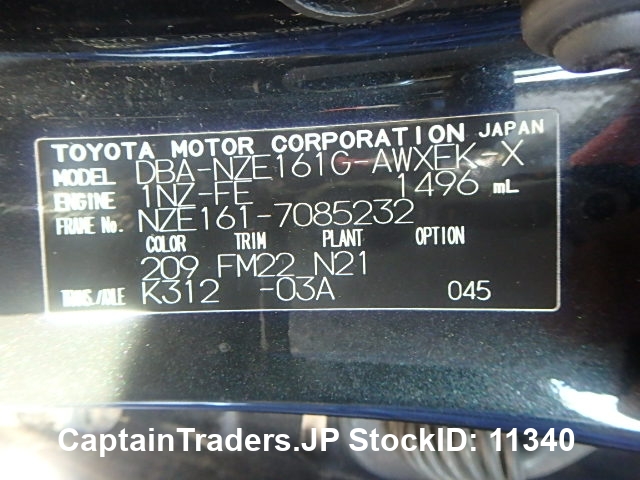 TOYOTA MOTOR CORPORATION JAPAN
MODEL DBA-NZE161G-AWXEK-X
ENGINE 1NZ-FE 1496 mL
FRAME No. NZE161-7085232
COLOR TRIM PLANT OPTION
209 FM22 N21
TRANS./AXLE K312 -03A 045
CaptainTraders.JP StockID: 11340